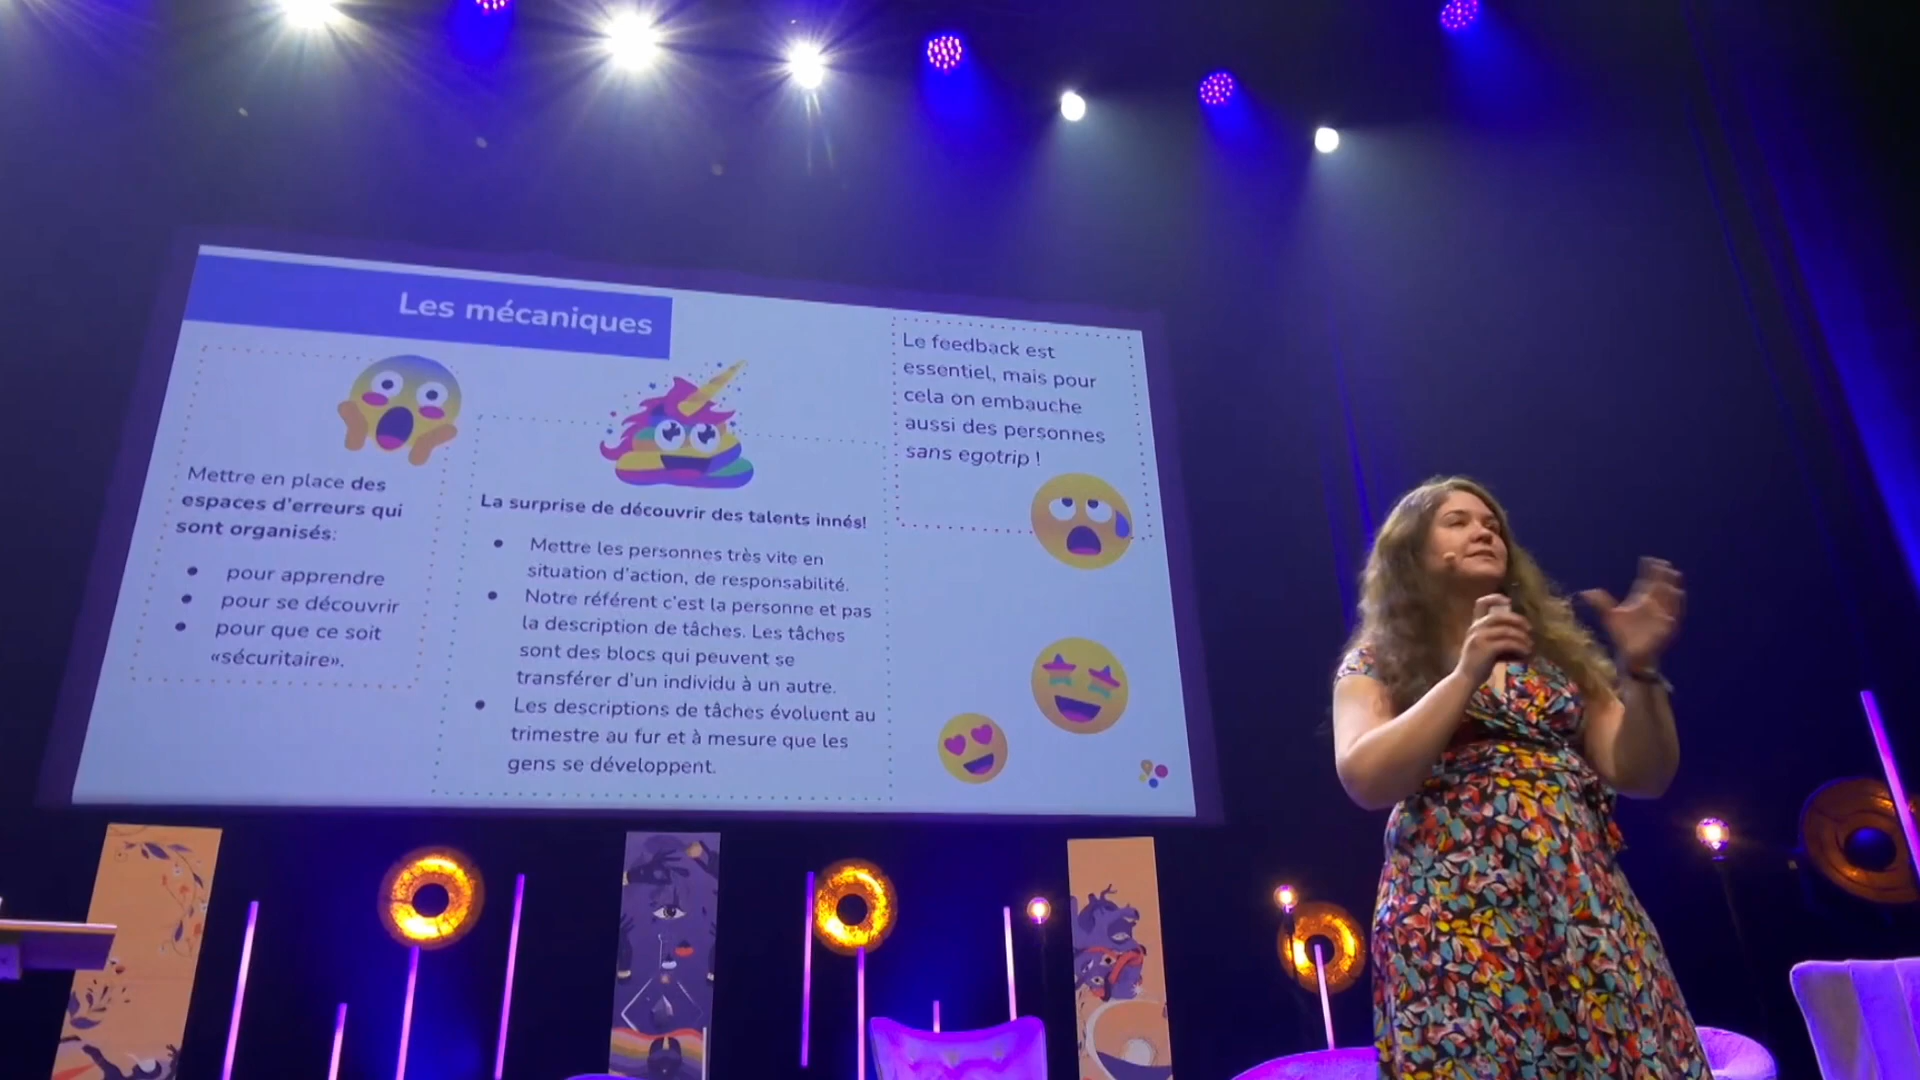 Les mécaniques
Mettre en place des
espaces d'erreurs qui
sont organisés:
● pour apprendre
● pour se découvrir
● pour que ce soit
«sécuritaire».
La surprise de découvrir des talents innés!
● Mettre les personnes très vite en
situation d'action, de responsabilité.
● Notre référent c'est la personne et pas
la description de tâches. Les tâches
sont des blocs qui peuvent se
transférer d'un individu à un autre.
● Les descriptions de tâches évoluent au
trimestre au fur et à mesure que les
gens se développent.
Le feedback est
essentiel, mais pour
cela on embauche
aussi des personnes
sans egotrip !